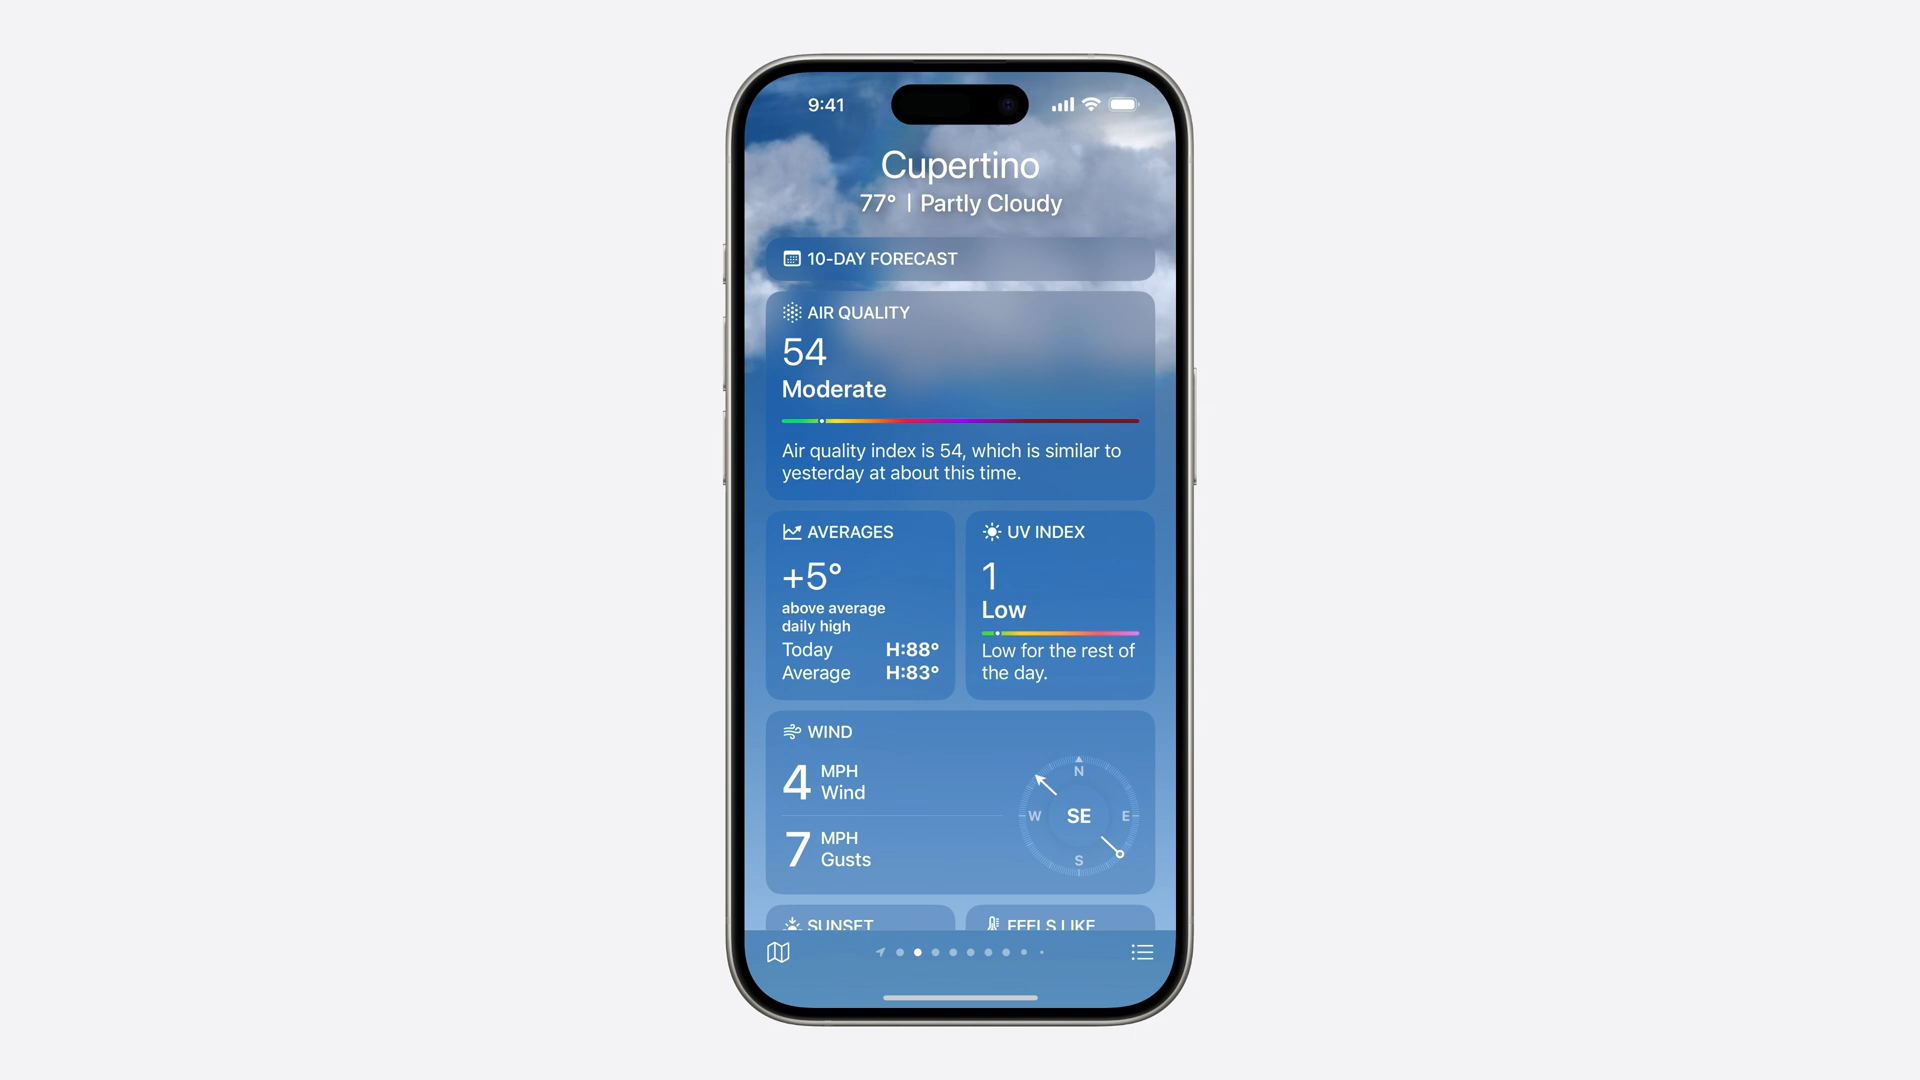 9:41
Cupertino
77° | Partly Cloudy
10-DAY FORECAST
AIR QUALITY
54
Moderate
Air quality index is 54, which is similar to
yesterday at about this time.
AVERAGES
+5°
above average
daily high
Today H:88°
Average H:83°
UV INDEX
1
Low
Low for the rest of
the day.
WIND
4 MPH
Wind
7 MPH
Gusts
N
W SE E
S
SUNSET
FEELS LIKE